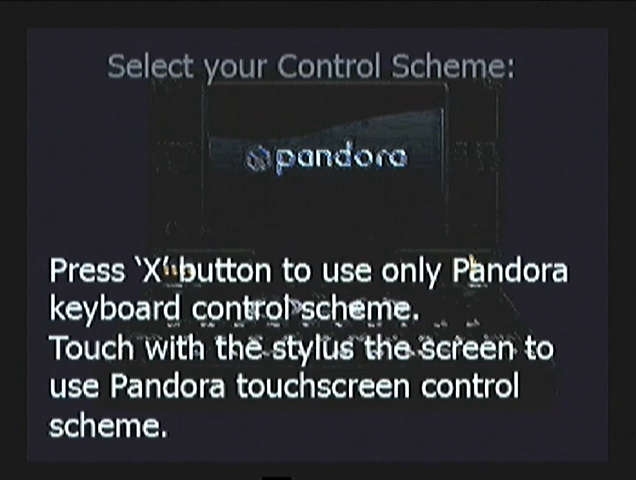 Select your Control Scheme:
pandora
Press 'X' button to use only Pandora
keyboard control scheme.
Touch with the stylus the screen to
use Pandora touchscreen control
scheme.